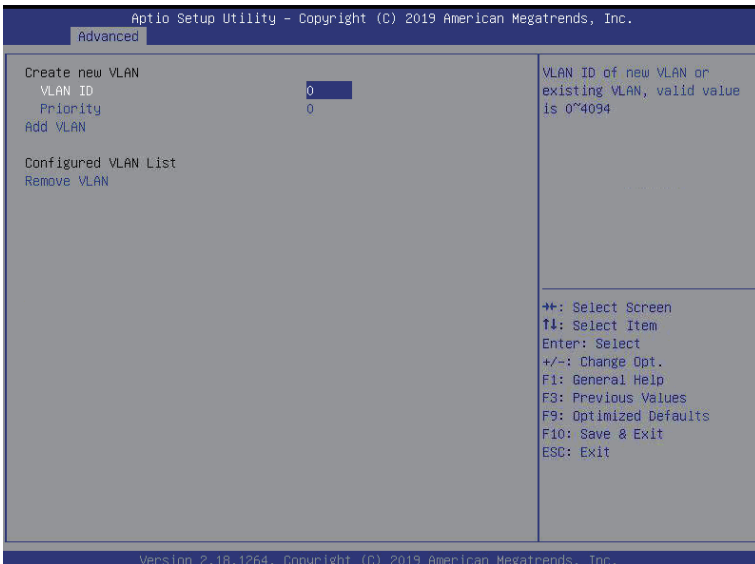 Aptio Setup Utility – Copyright (C) 2019 American Megatrends, Inc.
Advanced
Create new VLAN
VLAN ID 0
Priority 0
Add VLAN
Configured VLAN List
Remove VLAN
VLAN ID of new VLAN or
existing VLAN, valid value
is 0~4094
→←: Select Screen
↑↓: Select Item
Enter: Select
+/-: Change Opt.
F1: General Help
F3: Previous Values
F9: Optimized Defaults
F10: Save & Exit
ESC: Exit
Version 2.18.1264. Copyright (C) 2019 American Megatrends, Inc.